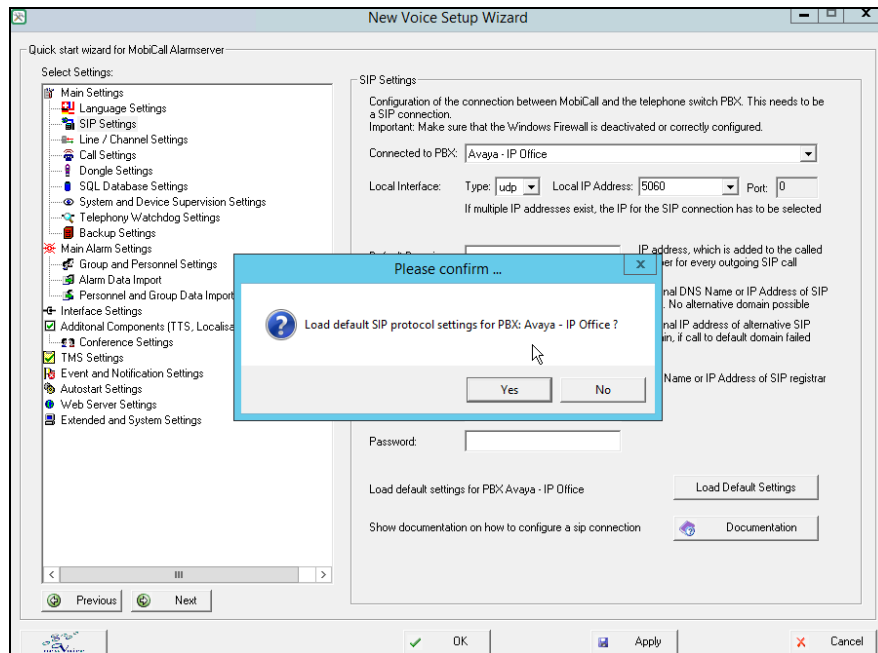 New Voice Setup Wizard
Quick start wizard for MobiCall Alarmserver
Select Settings:
Main Settings
Language Settings
SIP Settings
Line / Channel Settings
Call Settings
Dongle Settings
SQL Database Settings
System and Device Supervision Settings
Telephony Watchdog Settings
Backup Settings
Main Alarm Settings
Group and Personnel Settings
Alarm Data Import
Personnel and Group Data Import
Interface Settings
Additonal Components (TTS, Localisa
Conference Settings
TMS Settings
Event and Notification Settings
Autostart Settings
Web Server Settings
Extended and System Settings
Previous
Next
SIP Settings
Configuration of the connection between MobiCall and the telephone switch PBX. This needs to be
a SIP connection.
Important: Make sure that the Windows Firewall is deactivated or correctly configured.
Connected to PBX: Avaya - IP Office
Local Interface: Type: udp Local IP Address: 5060 Port: 0
If multiple IP addresses exist, the IP for the SIP connection has to be selected
IP address, which is added to the called
er for every outgoing SIP call
nal DNS Name or IP Address of SIP
. No alternative domain possible
nal IP address of alternative SIP
in, if call to default domain failed
Name or IP Address of SIP registrar
Please confirm ...
x
Load default SIP protocol settings for PBX: Avaya - IP Office ?
Yes
No
Password:
Load default settings for PBX Avaya - IP Office
Load Default Settings
Show documentation on how to configure a sip connection
Documentation
OK
Apply
Cancel